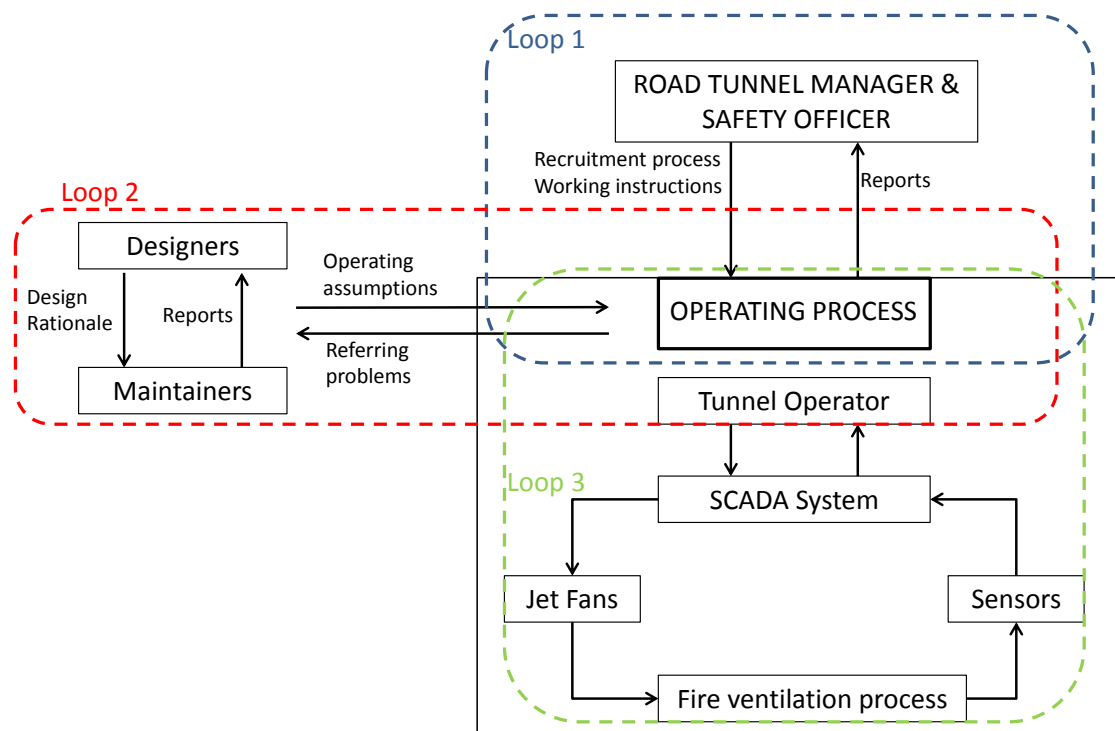 Loop 1
ROAD TUNNEL MANAGER &
SAFETY OFFICER
Recruitment process
Working instructions
Reports
Loop 2
Designers
Design
Rationale
Reports
Maintainers
Operating
assumptions
Referring
problems
OPERATING PROCESS
Tunnel Operator
Loop 3
SCADA System
Jet Fans
Sensors
Fire ventilation process